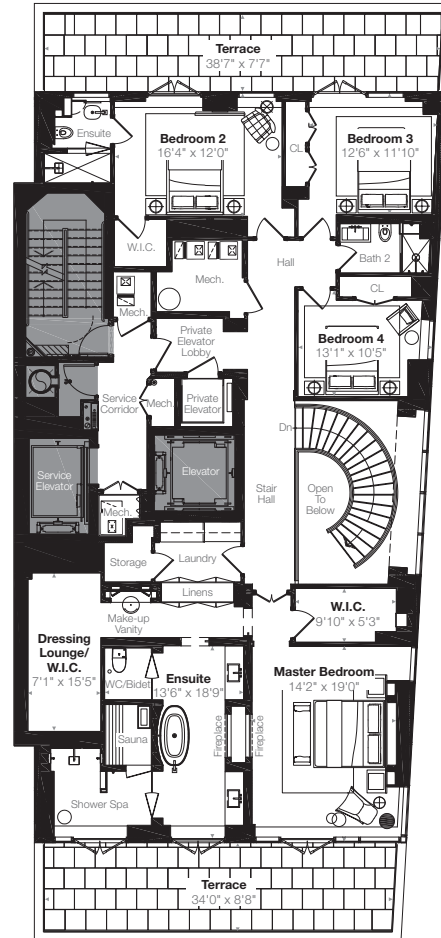 Terrace
38'7" x 7'7"
Ensuite
Bedroom 2
16'4" x 12'0"
CL
Bedroom 3
12'6" x 11'10"
W.I.C.
Mech.
Hall
Bath 2
CL
Mech.
Private
Elevator
Lobby
Bedroom 4
13'1" x 10'5"
Service
Corridor
Mech.
Private
Elevator
Dn
Service
Elevator
Elevator
Stair
Hall
Open
To
Below
Mech.
Storage
Laundry
Linens
Make-up
Vanity
W.I.C.
9'10" x 5'3"
Dressing
Lounge/
W.I.C.
7'1" x 15'5"
WC/Bidet
Ensuite
13'6" x 18'9"
Master Bedroom
14'2" x 19'0"
Sauna
Fireplace
Fireplace
Shower Spa
Terrace
34'0" x 8'8"